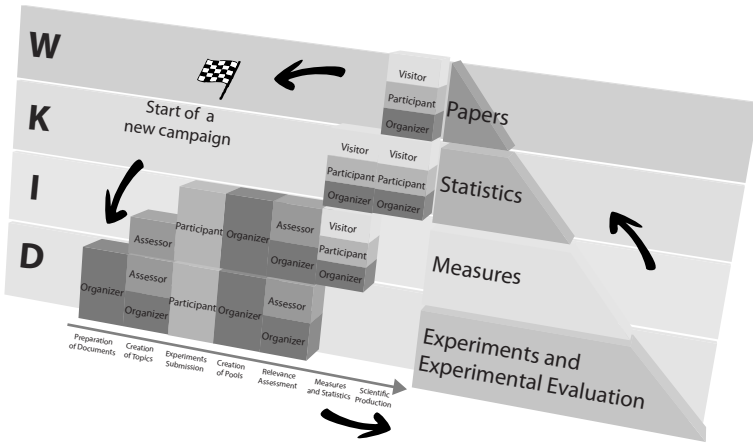 W
K
I
D
Start of a
new campaign
Visitor
Participant
Organizer
Visitor
Visitor
Participant
Participant
Organizer
Organizer
Visitor
Participant
Organizer
Assessor
Participant
Organizer
Assessor
Organizer
Organizer
Assessor
Organizer
Participant
Organizer
Assessor
Organizer
Papers
Statistics
Measures
Experiments and
Experimental Evaluation
Preparation
of Documents
Creation
of Topics
Experiments
Submission
Creation
of Pools
Relevance
Assessment
Measures
and Statistics
Scientific
Production